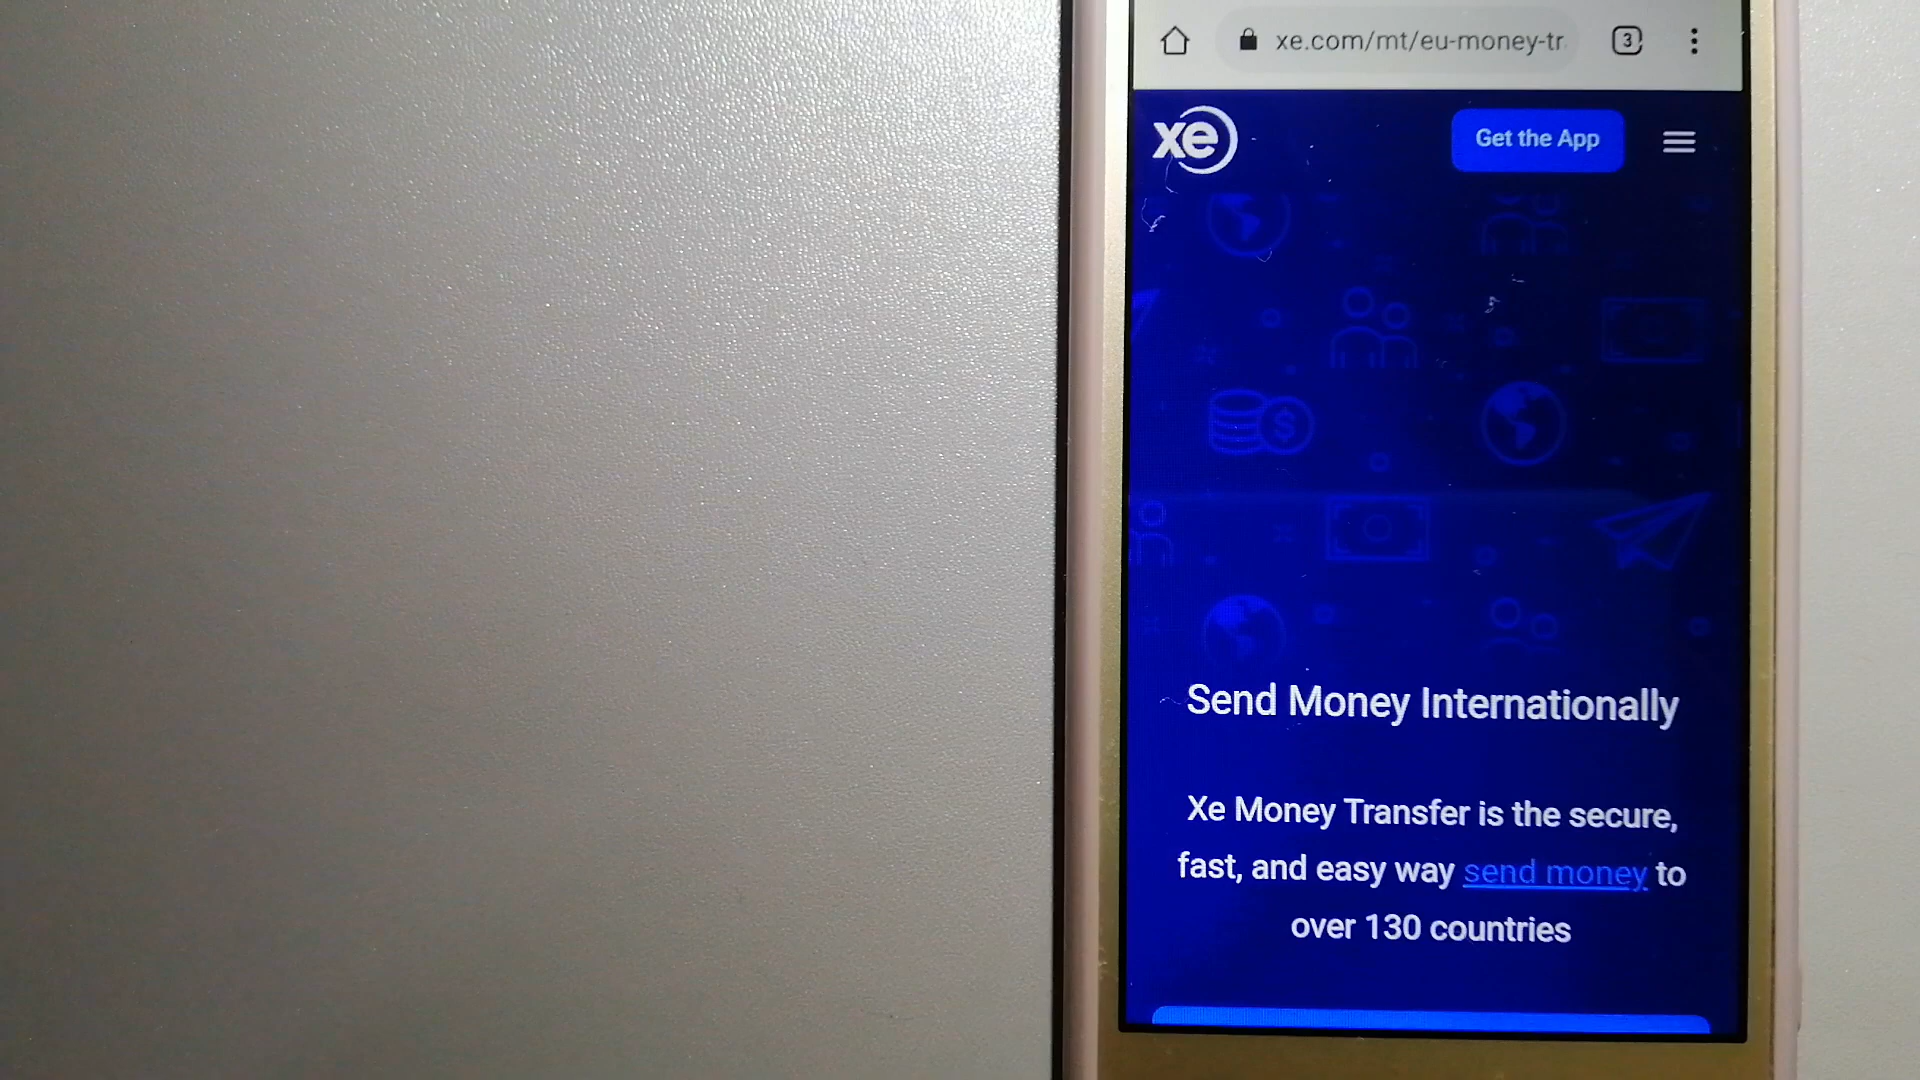 xe.com/mt/eu-money-tr
3
xe
Get the App
Send Money Internationally
Xe Money Transfer is the secure,
fast, and easy way send money to
over 130 countries